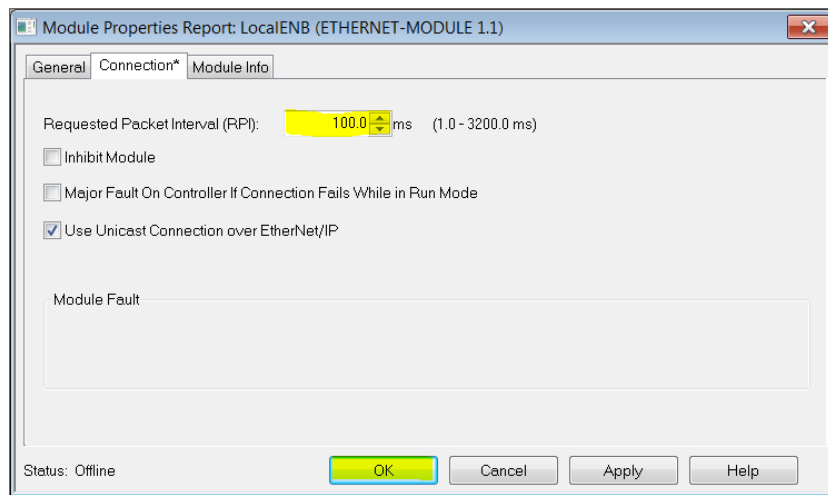 Module Properties Report: LocalENB (ETHERNET-MODULE 1.1)
General Connection* Module Info
Requested Packet Interval (RPI): 100.0 ms (1.0 - 3200.0 ms)
Inhibit Module
Major Fault On Controller If Connection Fails While in Run Mode
Use Unicast Connection over EtherNet/IP
Module Fault
Status: Offline OK Cancel Apply Help